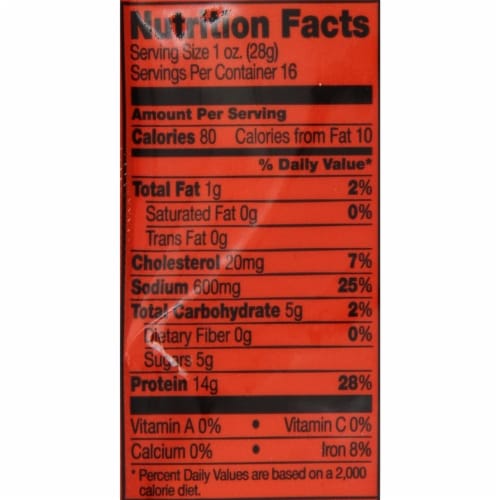 Nutrition Facts
Serving Size 1 oz. (28g)
Servings Per Container 16
Amount Per Serving
Calories 80 Calories from Fat 10
% Daily Value*
Total Fat 1g 2%
Saturated Fat 0g 0%
Trans Fat 0g
Cholesterol 20mg 7%
Sodium 600mg 25%
Total Carbohydrate 5g 2%
Dietary Fiber 0g 0%
Sugars 5g
Protein 14g 28%
Vitamin A 0% • Vitamin C 0%
Calcium 0% • Iron 8%
* Percent Daily Values are based on a 2,000
calorie diet.